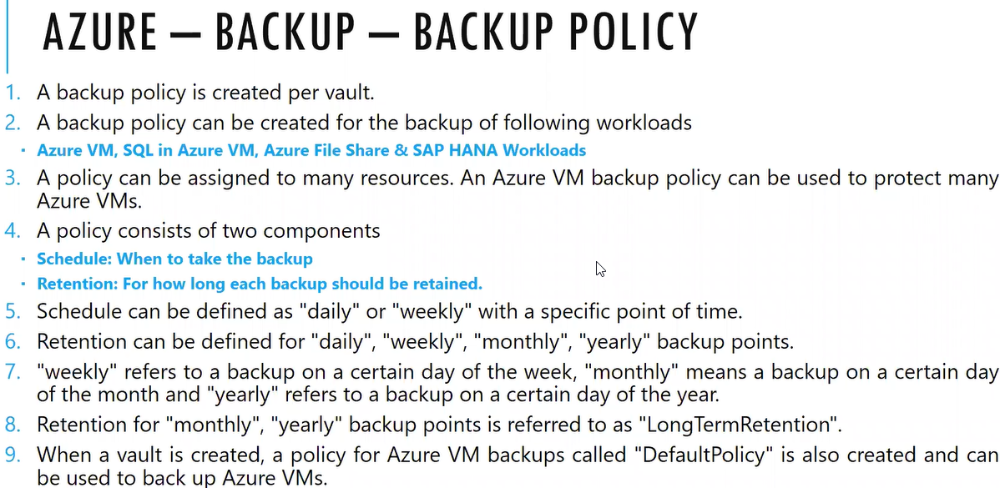 AZURE – BACKUP – BACKUP POLICY
1. A backup policy is created per vault.
2. A backup policy can be created for the backup of following workloads
▪ Azure VM, SQL in Azure VM, Azure File Share & SAP HANA Workloads
3. A policy can be assigned to many resources. An Azure VM backup policy can be used to protect many
Azure VMs.
4. A policy consists of two components
▪ Schedule: When to take the backup
▪ Retention: For how long each backup should be retained.
5. Schedule can be defined as "daily" or "weekly" with a specific point of time.
6. Retention can be defined for "daily", "weekly", "monthly", "yearly" backup points.
7. "weekly" refers to a backup on a certain day of the week, "monthly" means a backup on a certain day
of the month and "yearly" refers to a backup on a certain day of the year.
8. Retention for "monthly", "yearly" backup points is referred to as "LongTermRetention".
9. When a vault is created, a policy for Azure VM backups called "DefaultPolicy" is also created and can
be used to back up Azure VMs.